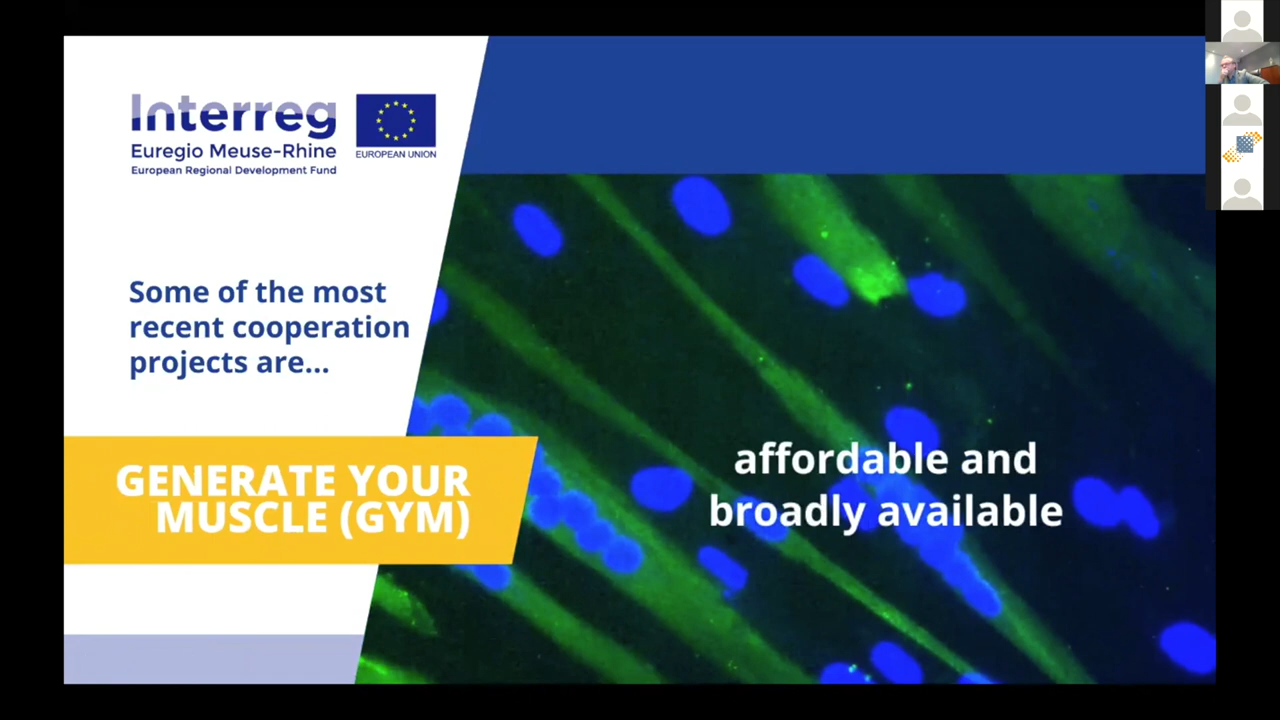 Interreg
Euregio Meuse-Rhine
European Regional Development Fund
EUROPEAN UNION
Some of the most
recent cooperation
projects are...
GENERATE YOUR
MUSCLE (GYM)
affordable and
broadly available